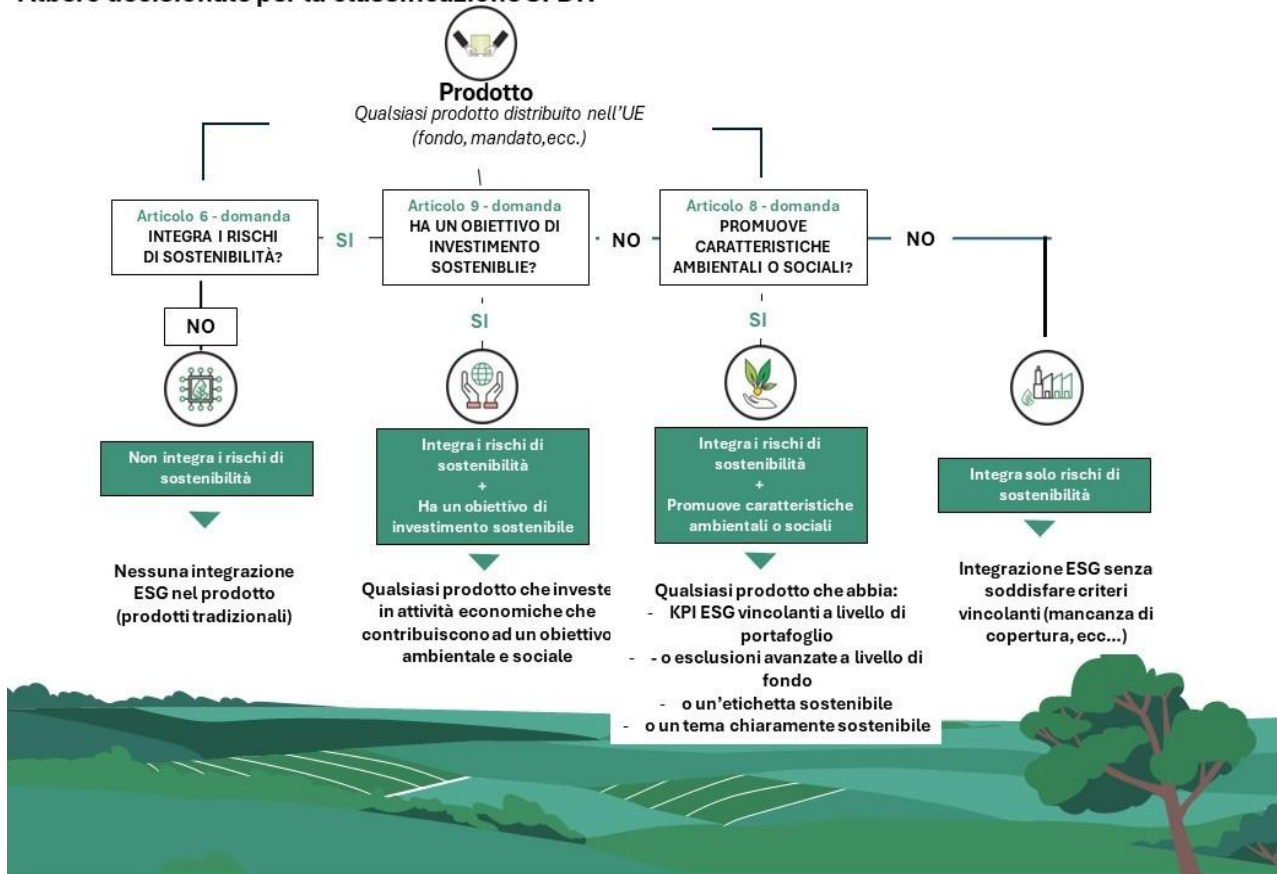 Albero decisionale per la classificazione SFDR
Prodotto
Qualsiasi prodotto distribuito nell'UE
(fondo, mandato,ecc.)
Articolo 6 - domanda
INTEGRA I RISCHI
DI SOSTENIBILITÀ?
SI
Articolo 9 - domanda
HA UN OBIETTIVO DI
INVESTIMENTO
SOSTENIBLIE?
NO
Articolo 8 - domanda
PROMUOVE
CARATTERISTICHE
AMBIENTALI O SOCIALI?
NO
NO
SI
SI
Non integra i rischi di
sostenibilità
Integra i rischi di
sostenibilità
+
Ha un obiettivo di
investimento sostenibile
Integra i rischi di
sostenibilità
+
Promuove caratteristiche
ambientali o sociali
Integra solo rischi di
sostenibilità
Nessuna integrazione
ESG nel prodotto
(prodotti tradizionali)
Qualsiasi prodotto che investe
in attività economiche che
contribuiscono ad un obiettivo
ambientale e sociale
Qualsiasi prodotto che abbia:
- KPI ESG vincolanti a livello di
portafoglio
- - o esclusioni avanzate a livello di
fondo
- o un'etichetta sostenibile
- o un tema chiaramente sostenibile
Integrazione ESG senza
soddisfare criteri
vincolanti (mancanza di
copertura, ecc...)